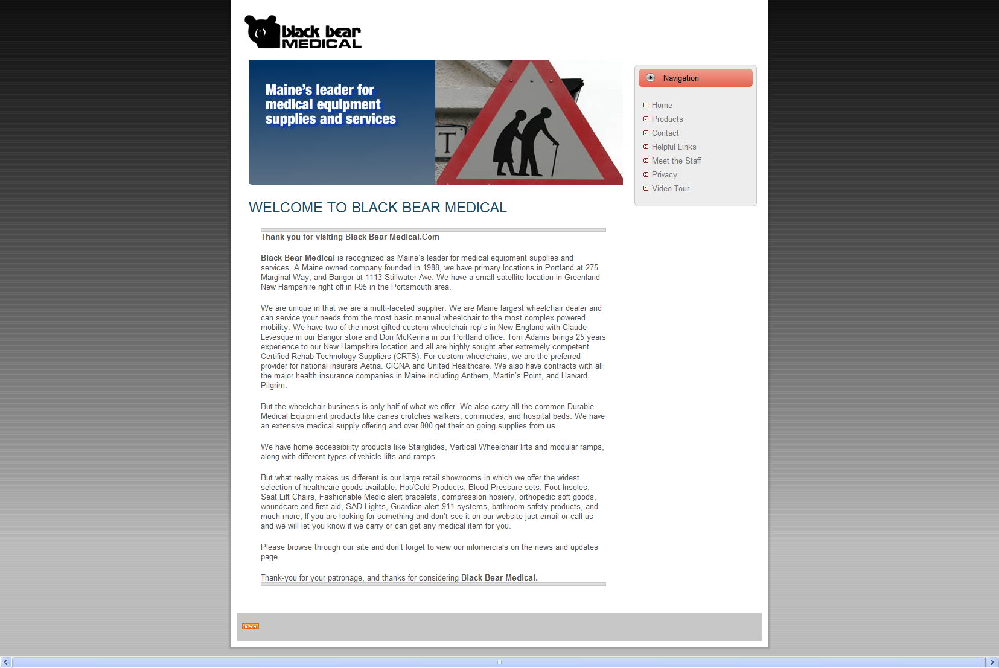 black bear
MEDICAL
Maine's leader for
medical equipment
supplies and services
T
Navigation
Home
Products
Contact
Helpful Links
Meet the Staff
Privacy
Video Tour
WELCOME TO BLACK BEAR MEDICAL
Thank-you for visiting Black Bear Medical.Com
Black Bear Medical is recognized as Maine's leader for medical equipment supplies and
services. A Maine owned company founded in 1988, we have primary locations in Portland at 275
Marginal Way, and Bangor at 1113 Stillwater Ave. We have a small satellite location in Greenland
New Hampshire right off in I-95 in the Portsmouth area.
We are unique in that we are a multi-faceted supplier. We are Maine largest wheelchair dealer and
can service your needs from the most basic manual wheelchair to the most complex powered
mobility. We have two of the most gifted custom wheelchair rep's in New England with Claude
Levesque in our Bangor store and Don McKenna in our Portland office. Tom Adams brings 25 years
experience to our New Hampshire location and all are highly sought after extremely competent
Certified Rehab Technology Suppliers (CRTS). For custom wheelchairs, we are the preferred
provider for national insurers Aetna. CIGNA and United Healthcare. We also have contracts with all
the major health insurance companies in Maine including Anthem, Martin's Point, and Harvard
Pilgrim.
But the wheelchair business is only half of what we offer. We also carry all the common Durable
Medical Equipment products like canes crutches walkers, commodes, and hospital beds. We have
an extensive medical supply offering and over 800 get their on going supplies from us.
We have home accessibility products like Stairglides, Vertical Wheelchair lifts and modular ramps,
along with different types of vehicle lifts and ramps.
But what really makes us different is our large retail showrooms in which we offer the widest
selection of healthcare goods available. Hot/Cold Products, Blood Pressure sets, Foot Insoles,
Seat Lift Chairs, Fashionable Medic alert bracelets, compression hosiery, orthopedic soft goods,
woundcare and first aid, SAD Lights, Guardian alert 911 systems, bathroom safety products, and
much more, If you are looking for something and don't see it on our website just email or call us
and we will let you know if we carry or can get any medical item for you.
Please browse through our site and don't forget to view our infomercials on the news and updates
page.
Thank-you for your patronage, and thanks for considering Black Bear Medical.
RSS